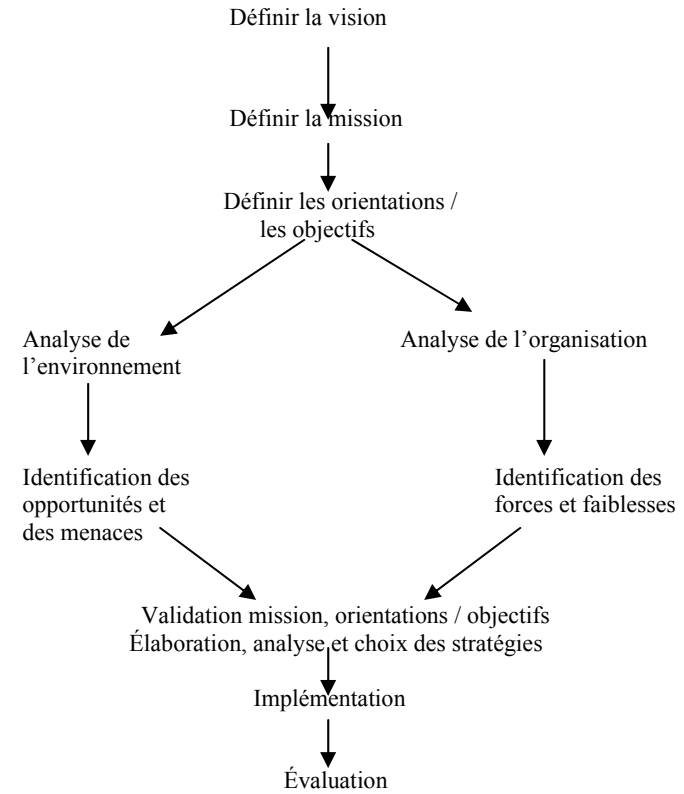 Définir la vision
Définir la mission
Définir les orientations /
les objectifs
Analyse de
l’environnement
Analyse de l’organisation
Identification des
opportunités et
des menaces
Identification des
forces et faiblesses
Validation mission, orientations / objectifs
Élaboration, analyse et choix des stratégies
Implémentation
Évaluation